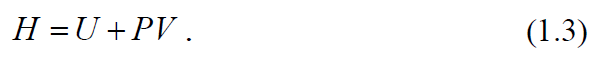 H = U + PV . (1.3)